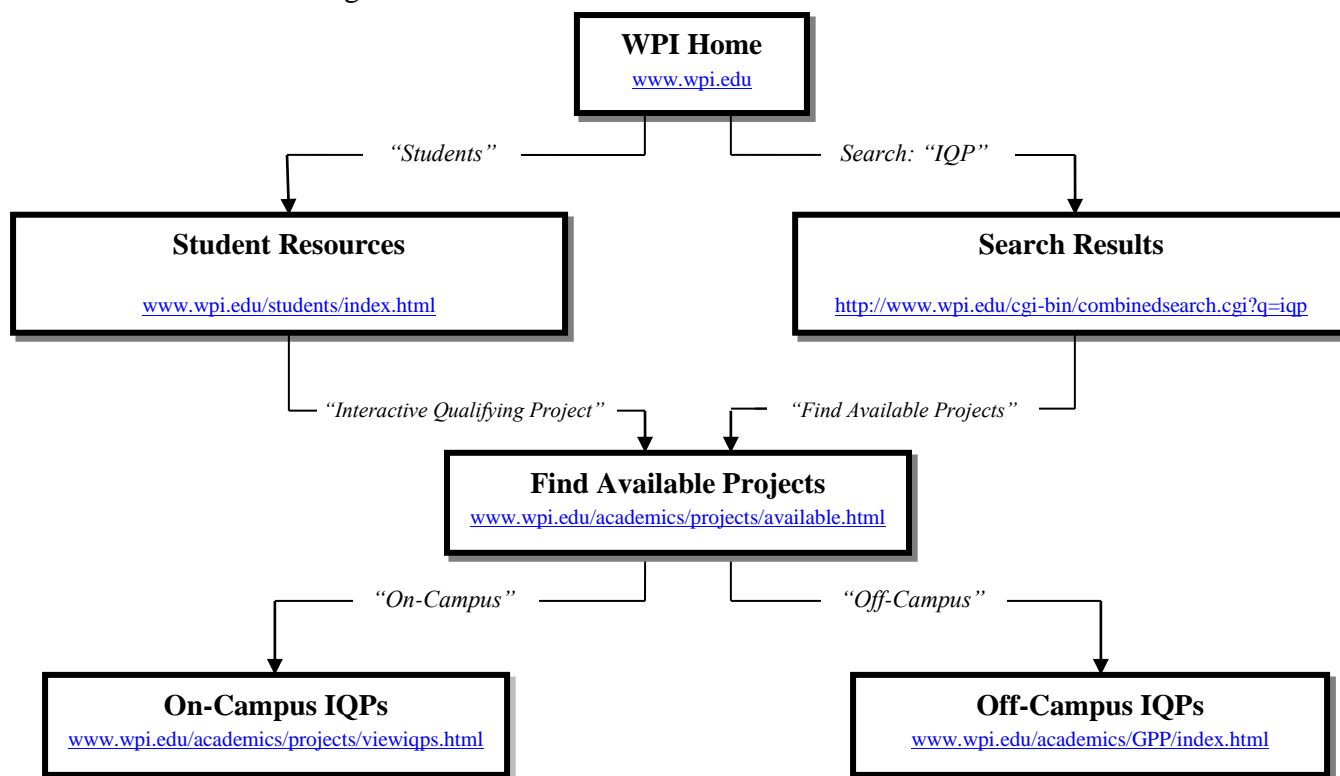 WPI Home
www.wpi.edu
“Students”
Search: “IQP”
Student Resources
www.wpi.edu/students/index.html
Search Results
http://www.wpi.edu/cgi-bin/combinedsearch.cgi?q=iqp
“Interactive Qualifying Project”
“Find Available Projects”
Find Available Projects
www.wpi.edu/academics/projects/available.html
“On-Campus”
“Off-Campus”
On-Campus IQPs
www.wpi.edu/academics/projects/viewiqps.html
Off-Campus IQPs
www.wpi.edu/academics/GPP/index.html